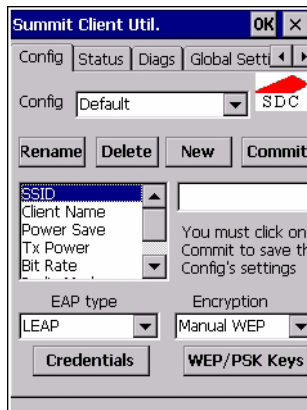 Summit Client Util. OK ×
Config Status Diags Global Setti
Config Default SDC
Rename Delete New Commit
SSID
Client Name
Power Save
Tx Power
Bit Rate
You must click on
Commit to save th
Config's settings
EAP type Encryption
LEAP Manual WEP
Credentials WEP/PSK Keys